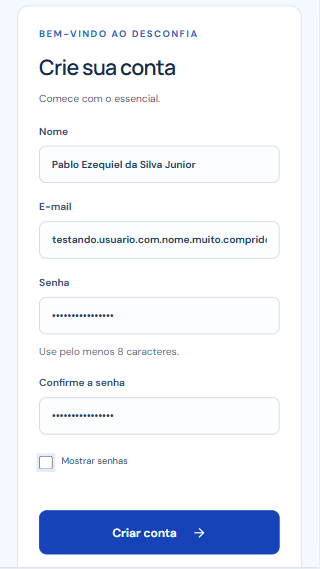 BEM-VINDO AO DESCONFIA
Crie sua conta
Comece com o essencial.
Nome
Pablo Ezequiel da Silva Junior
E-mail
testando.usuario.com.nome.muito.comprido
Senha
••••••••••••••••
Use pelo menos 8 caracteres.
Confirme a senha
••••••••••••••••
Mostrar senhas
Criar conta →